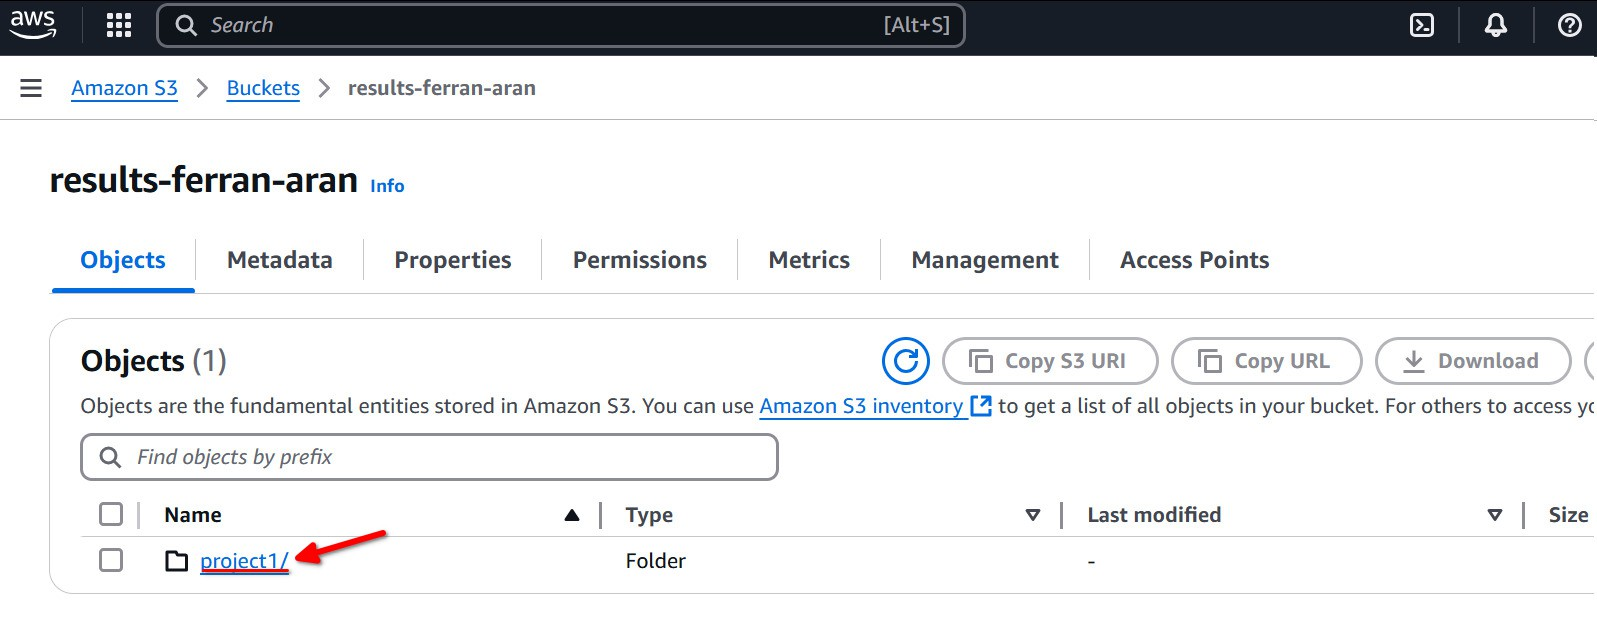 aws Search [Alt+S]
Amazon S3 Buckets results-ferran-aran
results-ferran-aran Info
Objects Metadata Properties Permissions Metrics Management Access Points
Objects (1) Copy S3 URI Copy URL Download
Objects are the fundamental entities stored in Amazon S3. You can use Amazon S3 inventory to get a list of all objects in your bucket. For others to access
Find objects by prefix
Name Type Last modified Size
project1/ Folder -